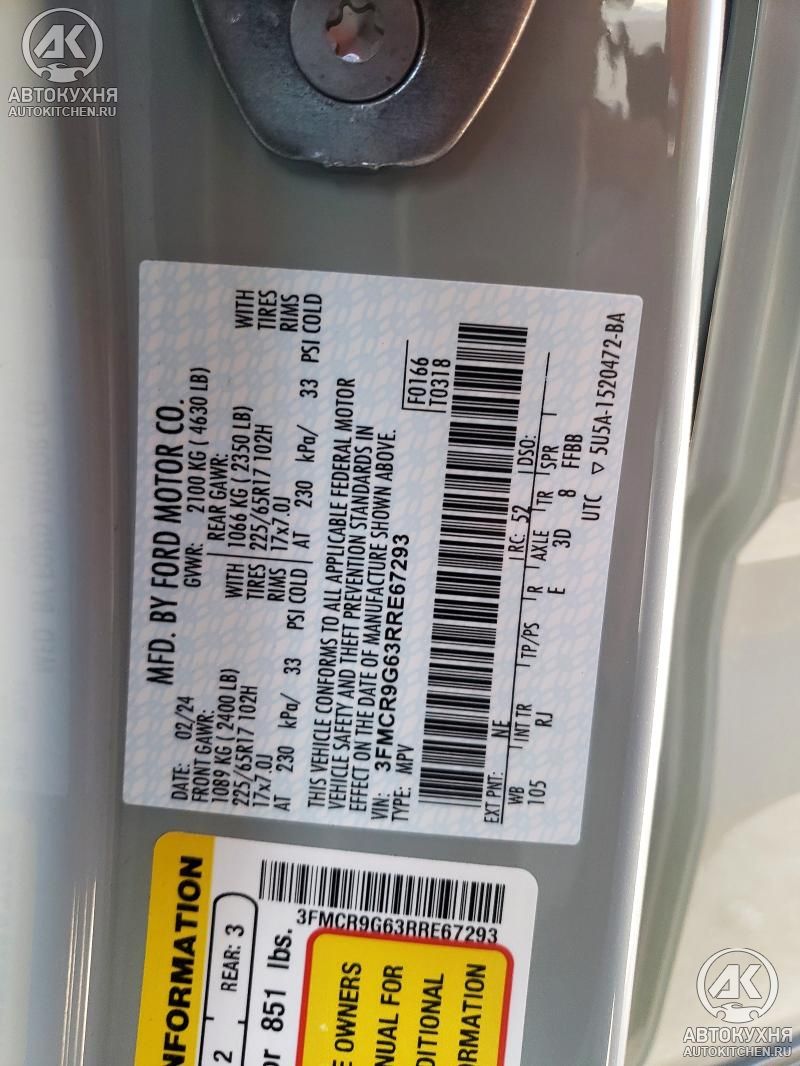 AK
АВТОКУХНЯ
AUTOKITCHEN.RU
MFD. BY FORD MOTOR CO.
DATE: 02/24 GVWR: 2100 KG ( 4630 LB)
FRONT GAWR: REAR GAWR:
1089 KG ( 2400 LB) WITH 1066 KG ( 2350 LB) WITH
225/65R17 102H TIRES 225/65R17 102H TIRES
17x7.0J RIMS 17x7.0J RIMS
AT 230 kPa/ 33 PSI COLD AT 230 kPa/ 33 PSI COLD
THIS VEHICLE CONFORMS TO ALL APPLICABLE FEDERAL MOTOR
VEHICLE SAFETY AND THEFT PREVENTION STANDARDS IN
EFFECT ON THE DATE OF MANUFACTURE SHOWN ABOVE.
VIN: 3FMCR9G63RRE67293 F0166
TYPE: MPV T0318
EXT PNT: NE RC: 52 DSO:
WB INT TR TP/PS R AXLE TR SPR
105 RJ E 3D 8 FFBB
UTC ▽ 5U5A-1520472-BA
NFORMATION
2 REAR: 3
or 851 lbs.
3FMCR9G63RRE67293
E OWNERS
NUAL FOR
DITIONAL
RMATION
AK
АВТОКУХНЯ
AUTOKITCHEN.RU